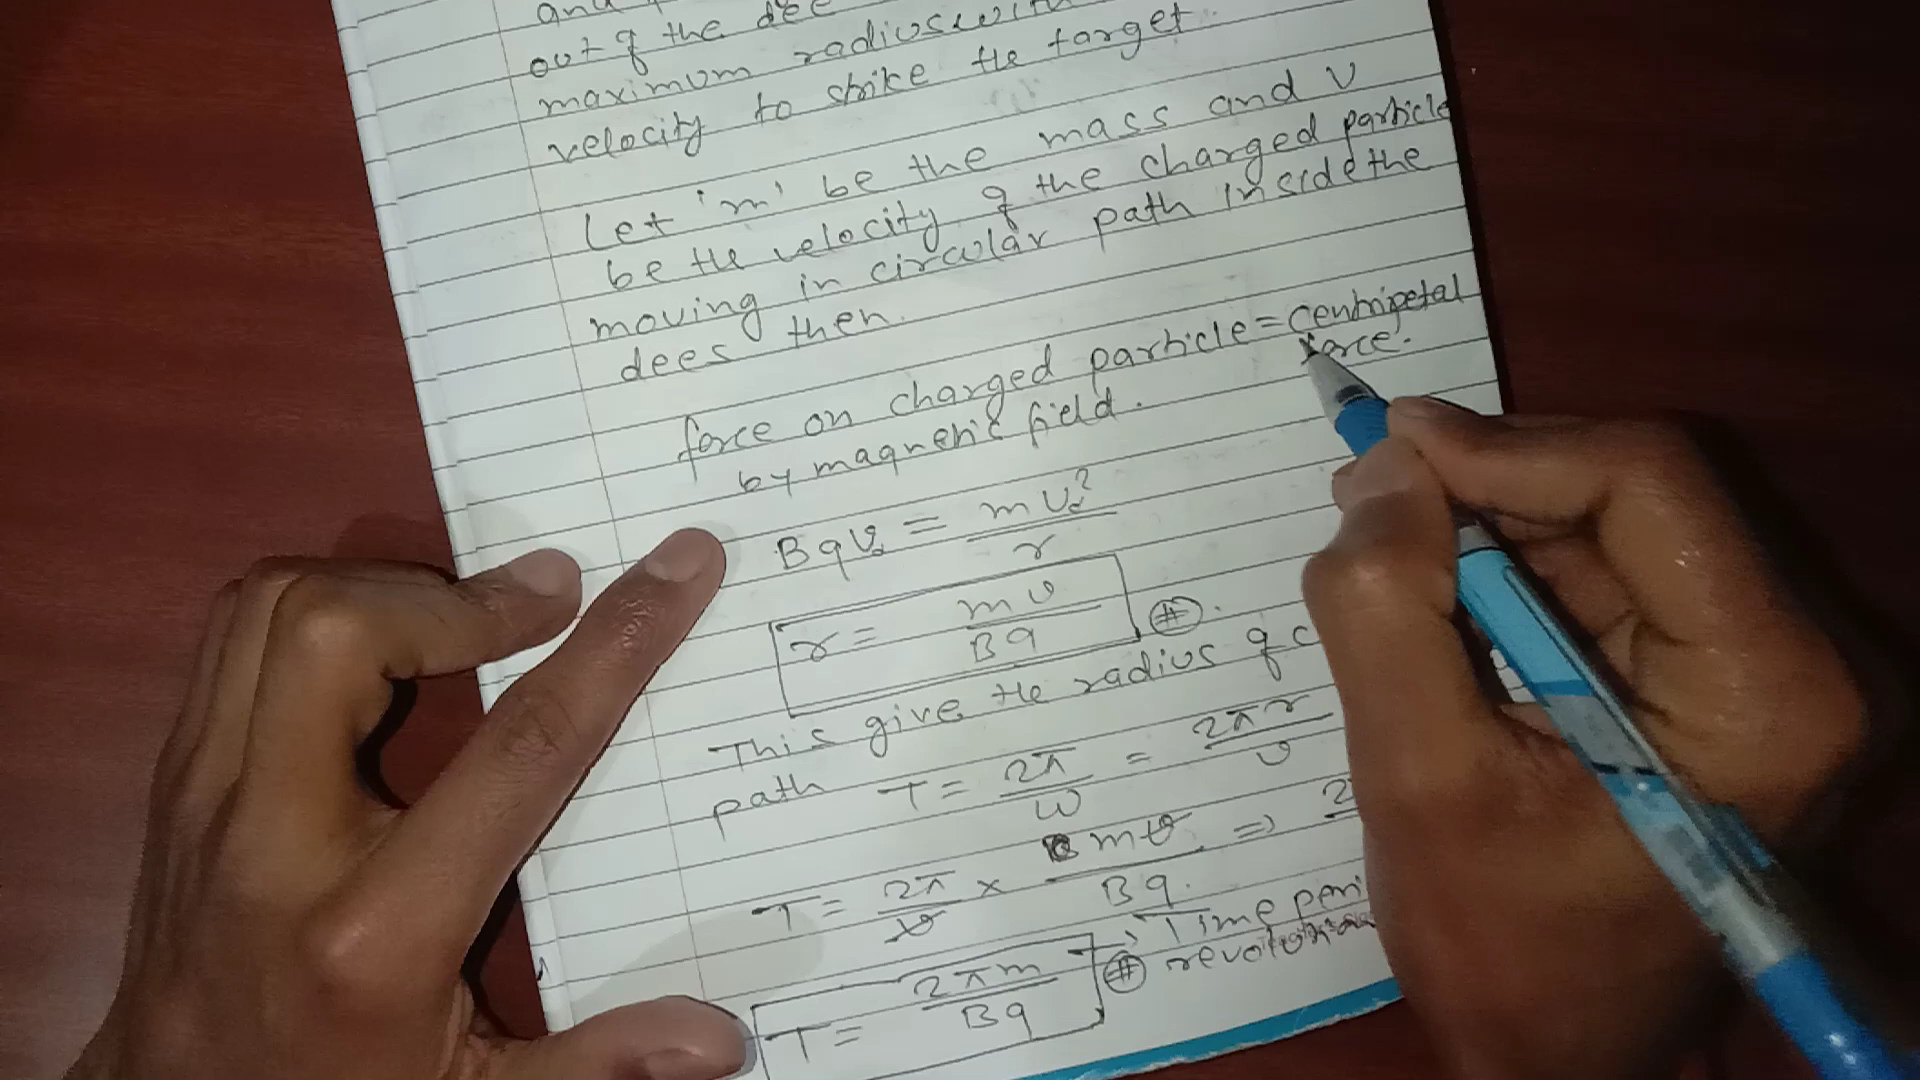 and
out of the dee
maximum radius with
velocity to strike the target.
Let 'm' be the mass and v
be the velocity of the charged particle
moving in circular path inside the
dees then.
force on charged particle = centripetal
force.
by magnetic field.
Bqv = mv²/r
r = mv/Bq #.
This give the radius of c
path T = 2π/ω = 2πr/v
T = 2π/v × mv/Bq. ⇒ 2
T = 2πm/Bq → Time peri
# revolution